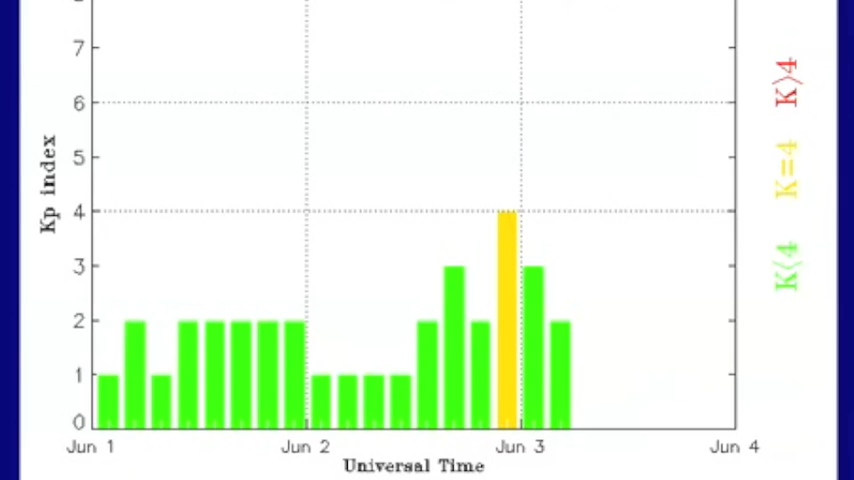 7
6
5
4
3
2
1
0
Kp index
Jun 1
Jun 2
Jun 3
Jun 4
Universal Time
K<4
K=4
K>4